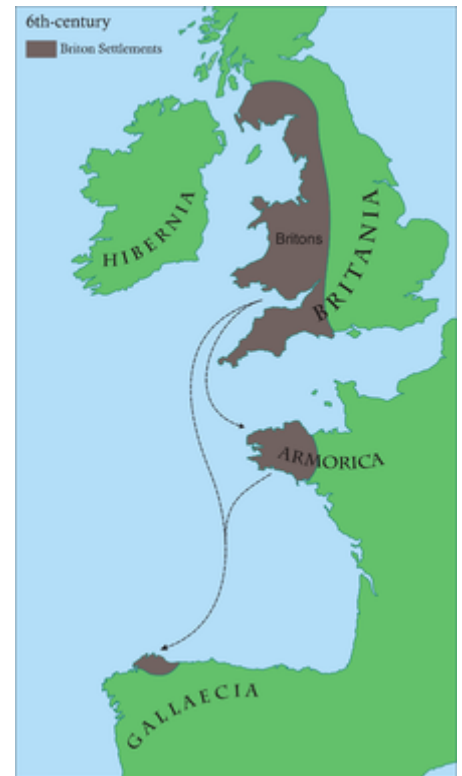 6th-century
Briton Settlements
HIBERNIA
Britons
BRITANIA
ARMORICA
GALLAECIA